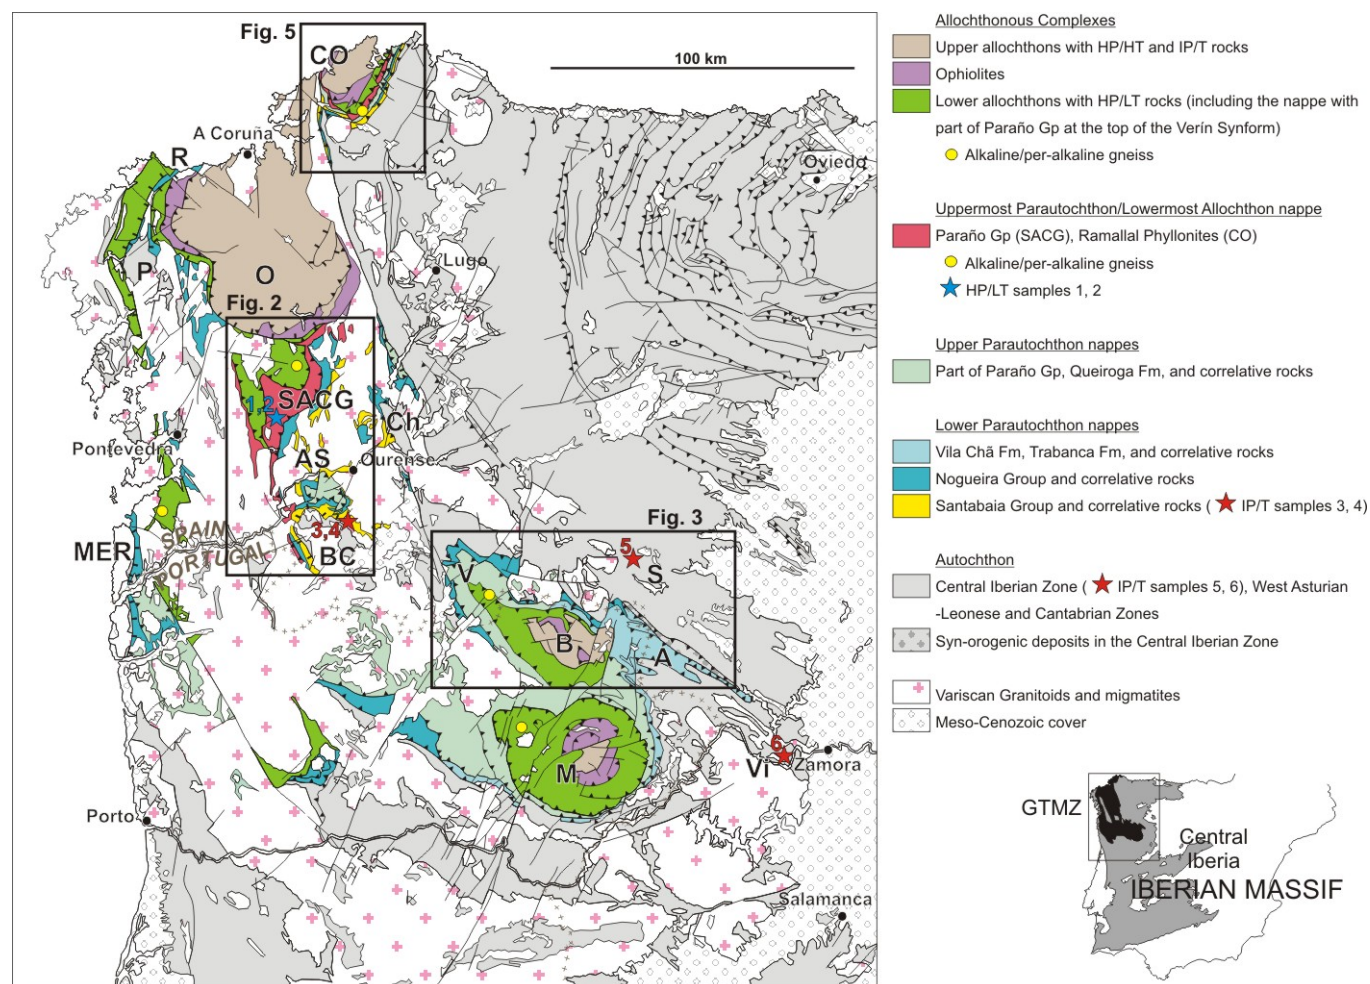 Fig. 5
CO
100 km
A Coruña
R
Oviedo
P
O
Lugo
Fig. 2
1,2
SACG
Ch
Pontevedra
AS
Ourense
3,4
SPAIN
PORTUGAL
MER
BC
Fig. 3
5
V
S
B
A
6
M
Vi
Zamora
Porto
Salamanca
Allochthonous Complexes
Upper allochthons with HP/HT and IP/T rocks
Ophiolites
Lower allochthons with HP/LT rocks (including the nappe with
part of Paraño Gp at the top of the Verín Synform)
Alkaline/per-alkaline gneiss
Uppermost Parautochthon/Lowermost Allochthon nappe
Paraño Gp (SACG), Ramallal Phyllonites (CO)
Alkaline/per-alkaline gneiss
HP/LT samples 1, 2
Upper Parautochthon nappes
Part of Paraño Gp, Queiroga Fm, and correlative rocks
Lower Parautochthon nappes
Vila Chã Fm, Trabanca Fm, and correlative rocks
Nogueira Group and correlative rocks
Santabaia Group and correlative rocks ( IP/T samples 3, 4)
Autochthon
Central Iberian Zone ( IP/T samples 5, 6), West Asturian
-Leonese and Cantabrian Zones
Syn-orogenic deposits in the Central Iberian Zone
Variscan Granitoids and migmatites
Meso-Cenozoic cover
GTMZ
Central
Iberia
IBERIAN MASSIF